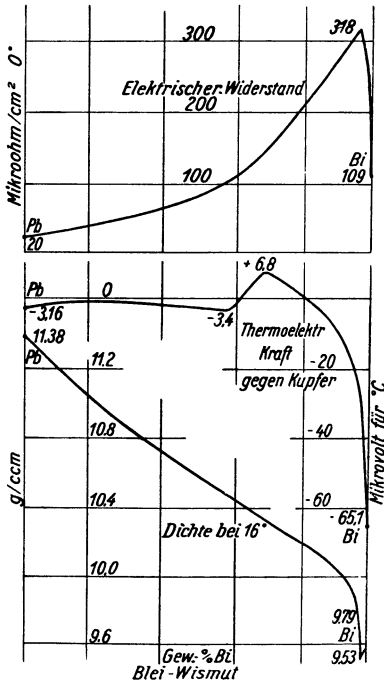 318
300
Elektrischer Widerstand
200
Bi
100
109
Pb
20
Mikroohm/cm² 0°
+ 6,8
Pb
0
-3,16
-3,4
11.38
Thermoelektr
Pb
Kraft
11.2
-20
gegen Kupfer
10.8
-40
Mikrovolt für °C
g/ccm
10.4
-60
-65,1
Dichte bei 16°
Bi
10,0
9.79
Bi
9.6
9.53
Gew.-% Bi
Blei-Wismut